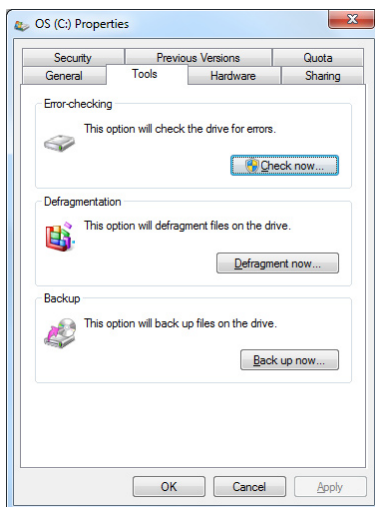 OS (C:) Properties
Security Previous Versions Quota
General Tools Hardware Sharing
Error-checking
This option will check the drive for errors.
Check now...
Defragmentation
This option will defragment files on the drive.
Defragment now...
Backup
This option will back up files on the drive.
Back up now...
OK Cancel Apply